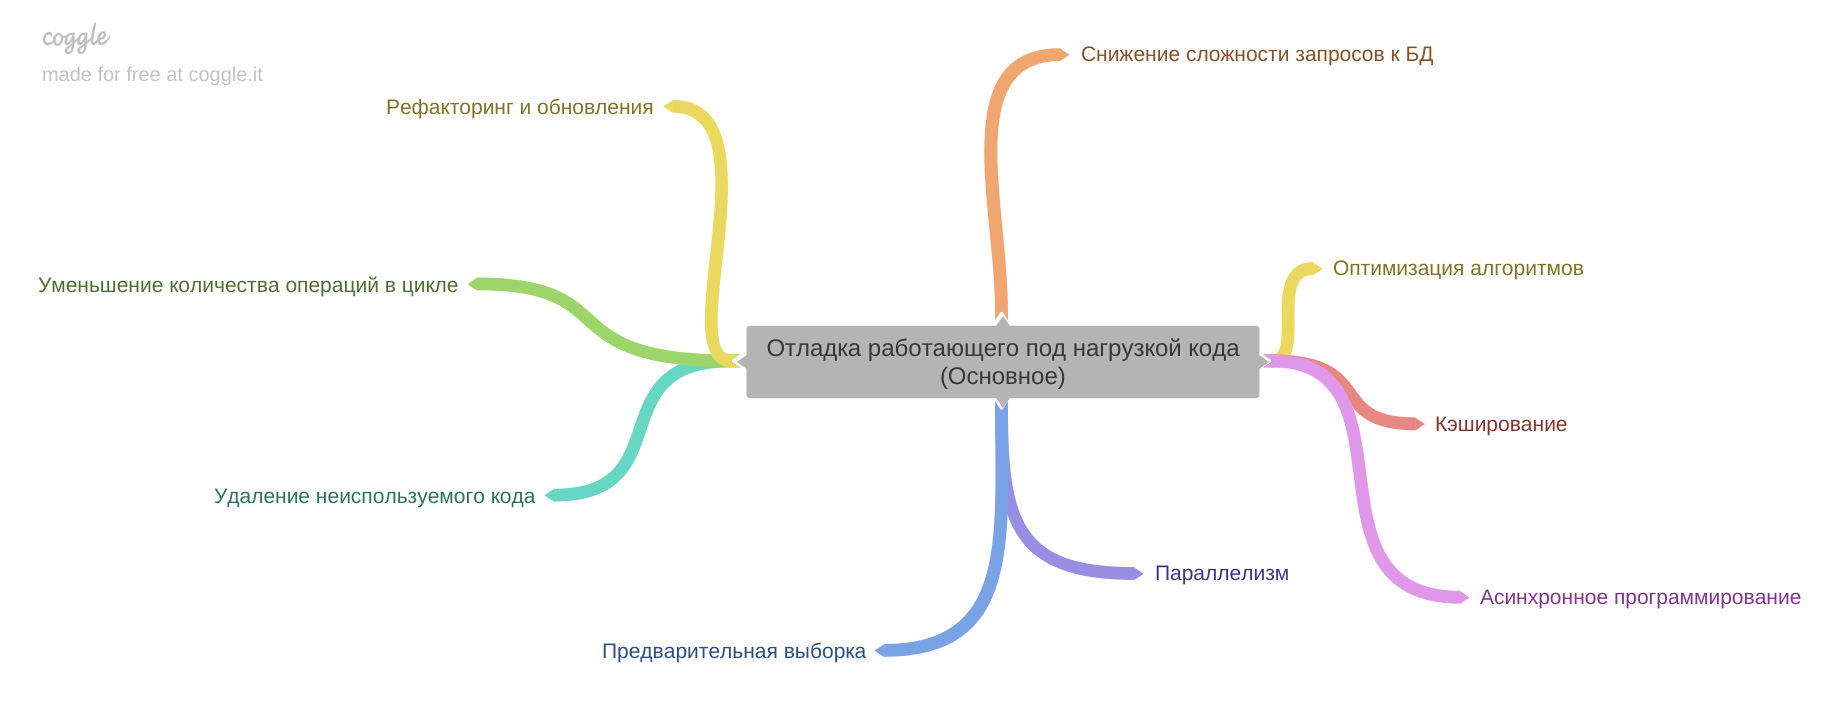 coggle
made for free at coggle.it
Снижение сложности запросов к БД
Рефакторинг и обновления
Оптимизация алгоритмов
Уменьшение количества операций в цикле
Отладка работающего под нагрузкой кода
(Основное)
Кэширование
Удаление неиспользуемого кода
Параллелизм
Асинхронное программирование
Предварительная выборка